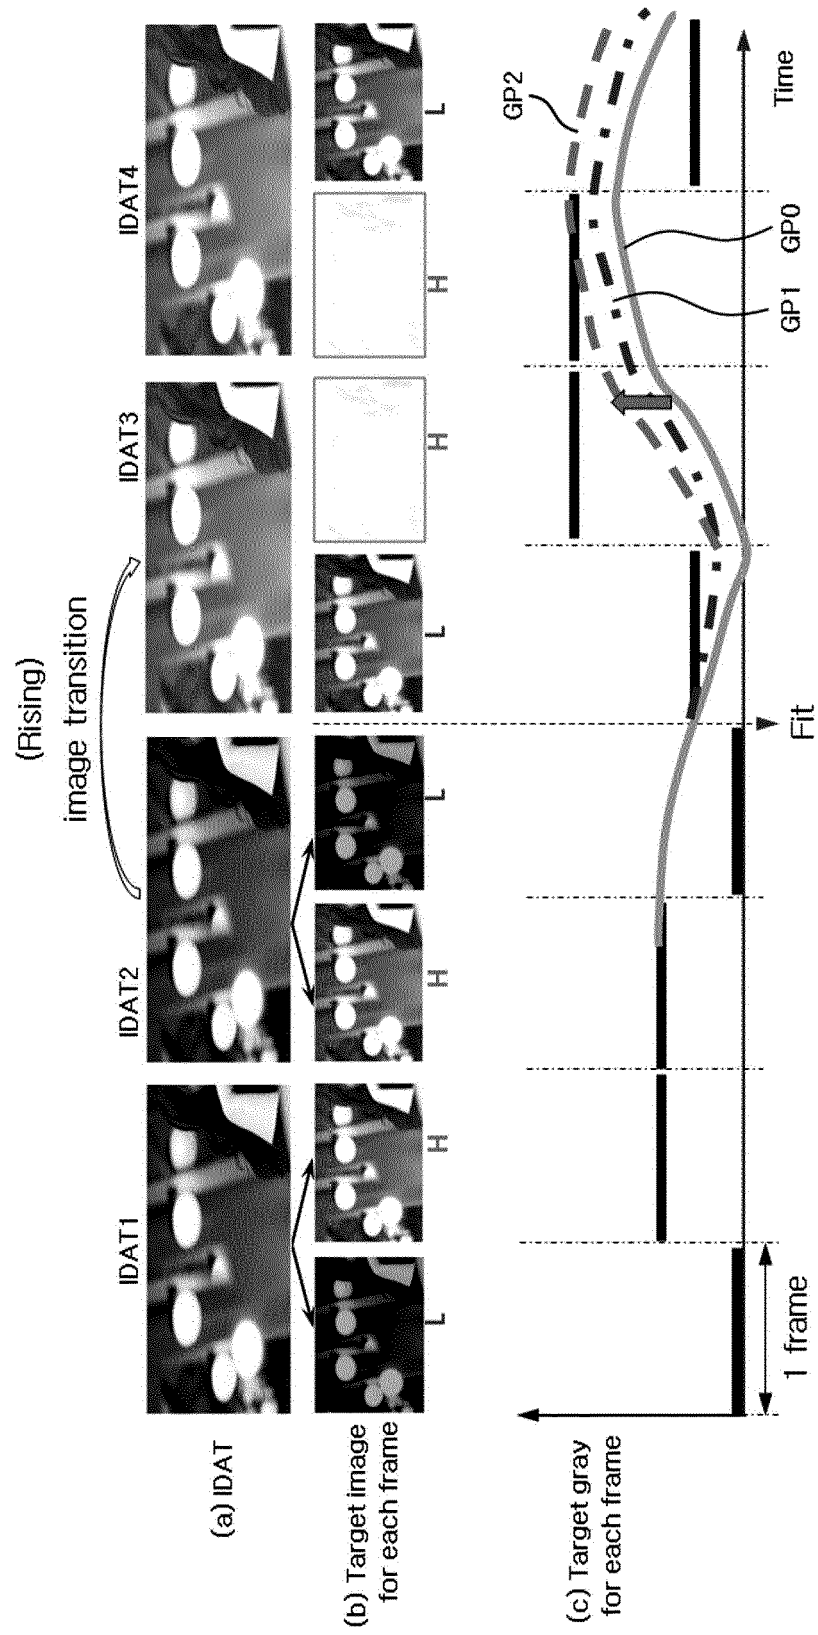 (Rising)
image transition
IDAT1
IDAT2
IDAT3
IDAT4
(a) IDAT
(b) Target image
for each frame
L
H
H
L
L
H
H
L
(c) Target gray
for each frame
GP2
GP1
GP0
Time
1 frame
Fit